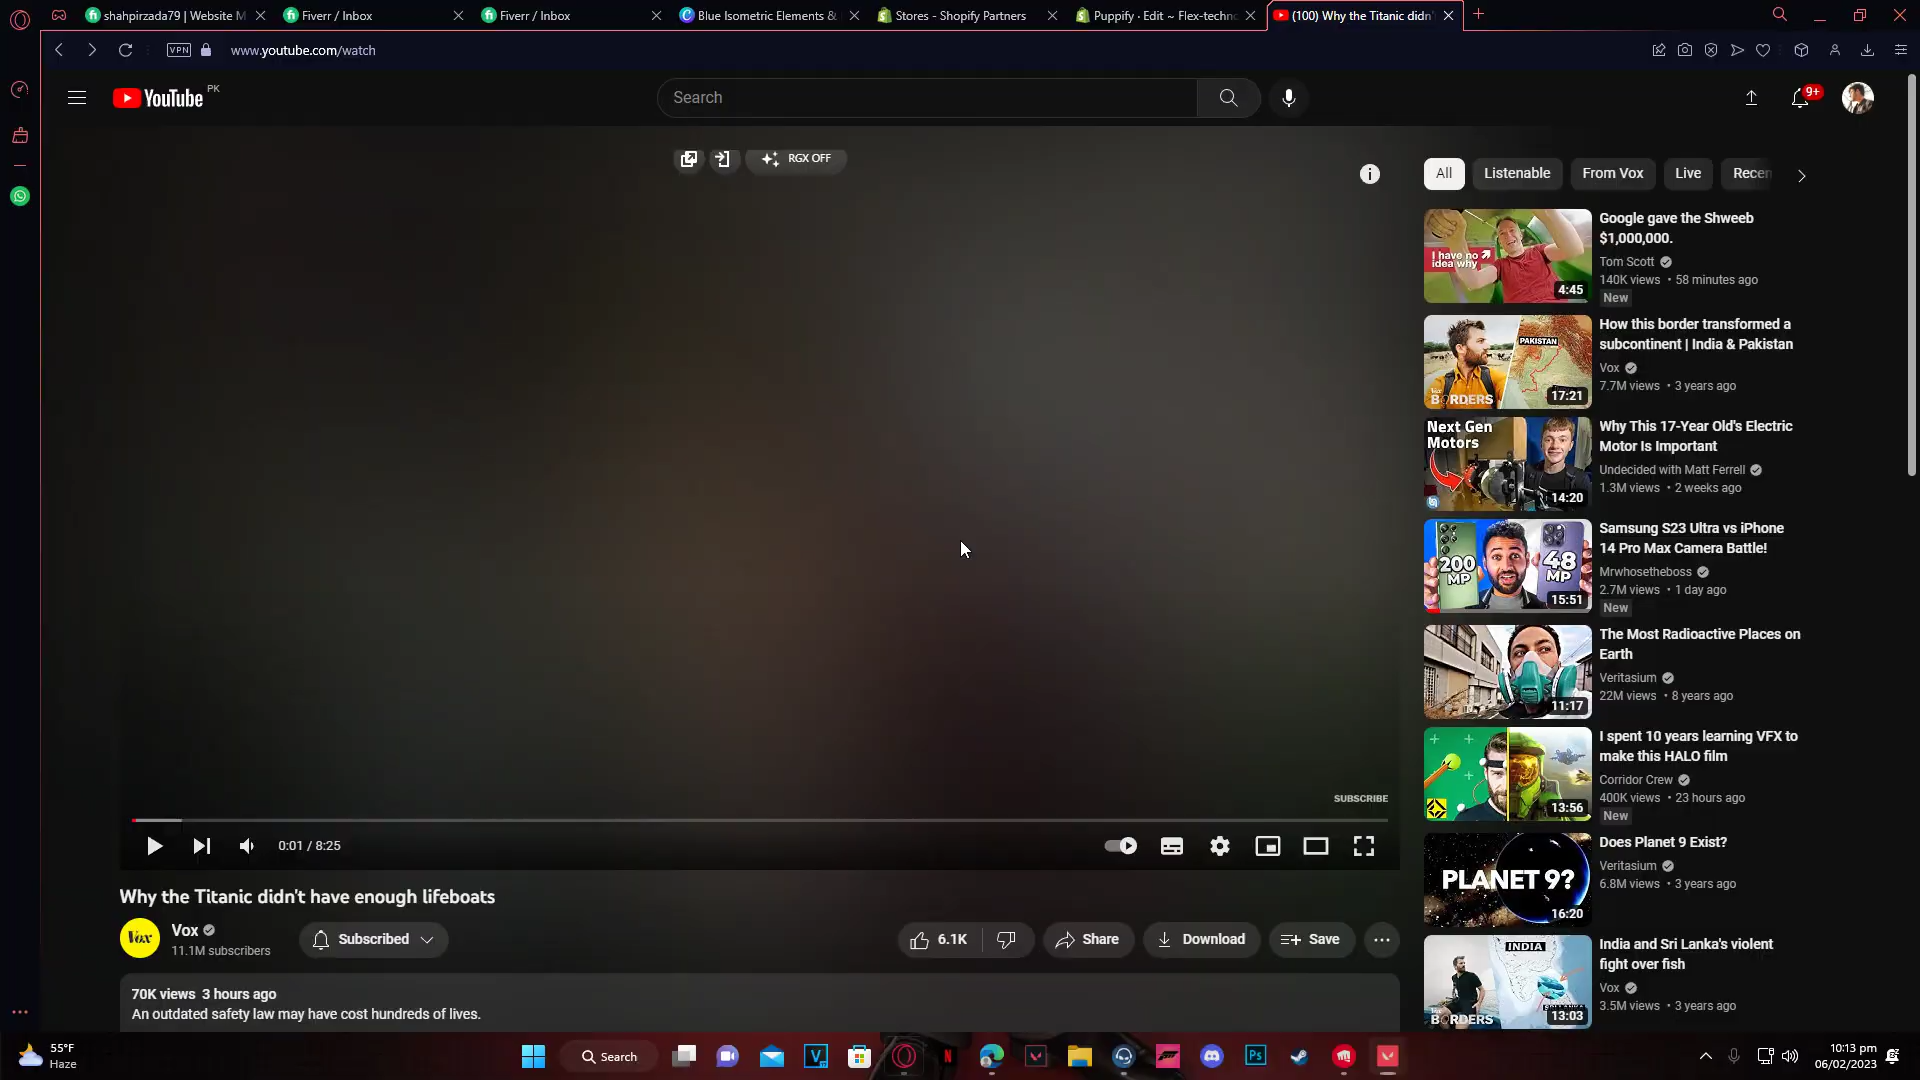 shahpirzada79 | Website M
Fiverr / Inbox
Fiverr / Inbox
Blue Isometric Elements &
Stores - Shopify Partners
Puppify · Edit ~ Flex-techno
(100) Why the Titanic didn'
VPN
www.youtube.com/watch
YouTube PK
Search
9+
RGX OFF
All
Listenable
From Vox
Live
Recen
I have no idea why
4:45
Google gave the Shweeb
$1,000,000.
Tom Scott
140K views • 58 minutes ago
New
PAKISTAN
BORDERS
17:21
How this border transformed a
subcontinent | India & Pakistan
Vox
7.7M views • 3 years ago
Next Gen
Motors
14:20
Why This 17-Year Old's Electric
Motor Is Important
Undecided with Matt Ferrell
1.3M views • 2 weeks ago
200
MP
48
MP
15:51
Samsung S23 Ultra vs iPhone
14 Pro Max Camera Battle!
Mrwhosetheboss
2.7M views • 1 day ago
New
11:17
The Most Radioactive Places on
Earth
Veritasium
22M views • 8 years ago
13:56
I spent 10 years learning VFX to
make this HALO film
Corridor Crew
400K views • 23 hours ago
New
PLANET 9?
16:20
Does Planet 9 Exist?
Veritasium
6.8M views • 3 years ago
INDIA
BORDERS
13:03
India and Sri Lanka's violent
fight over fish
Vox
3.5M views • 3 years ago
SUBSCRIBE
0:01 / 8:25
Why the Titanic didn't have enough lifeboats
Vox
Vox
11.1M subscribers
Subscribed
6.1K
Share
Download
Save
70K views 3 hours ago
An outdated safety law may have cost hundreds of lives.
55°F
Haze
Search
Ps
10:13 pm
06/02/2023